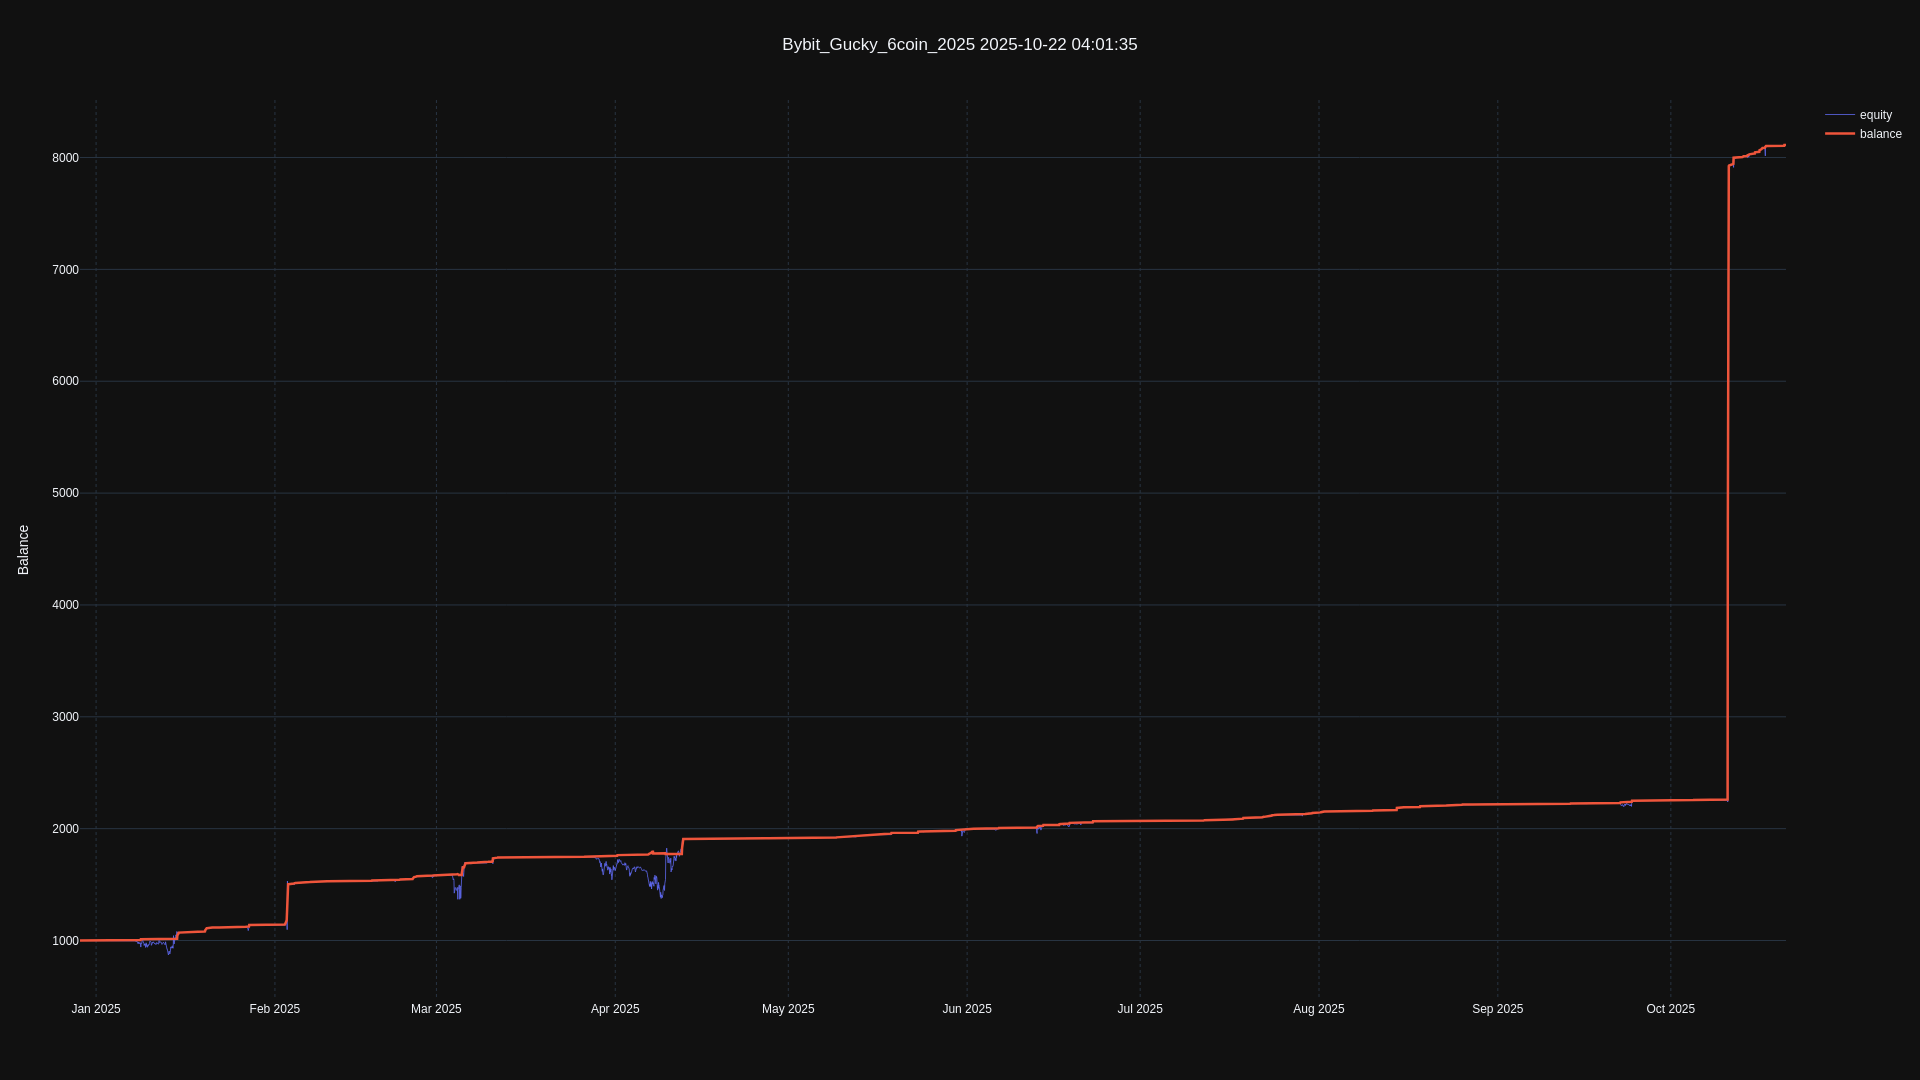 Bybit_Gucky_6coin_2025 2025-10-22 04:01:35
equity
balance
8000
7000
6000
5000
4000
3000
2000
1000
Balance
Jan 2025
Feb 2025
Mar 2025
Apr 2025
May 2025
Jun 2025
Jul 2025
Aug 2025
Sep 2025
Oct 2025